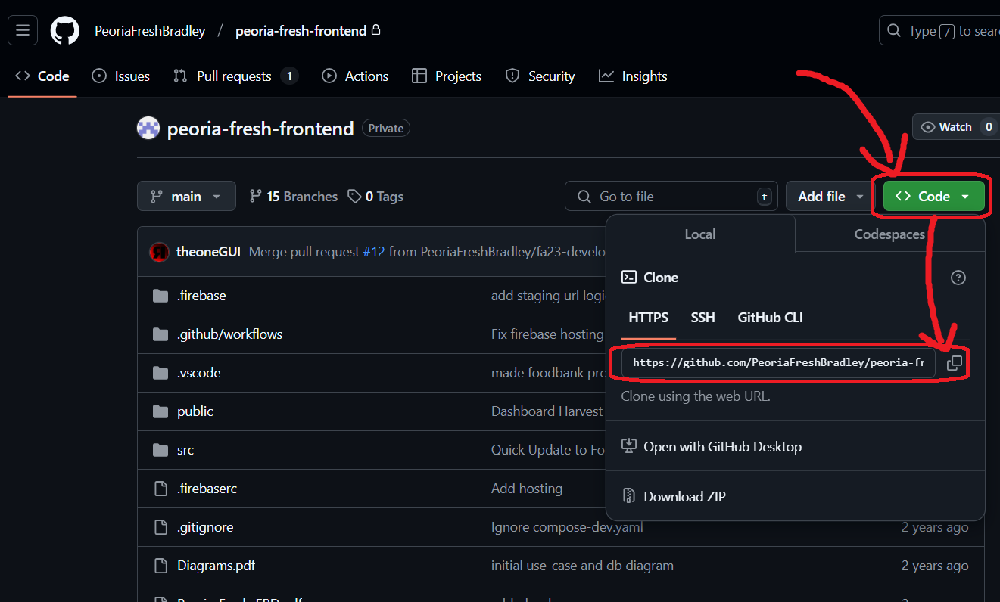 PeoriaFreshBradley / peoria-fresh-frontend
Type / to sear
Code Issues Pull requests 1 Actions Projects Security Insights
peoria-fresh-frontend Private
Watch 0
main 15 Branches 0 Tags
Go to file t
Add file
Code
theoneGUI Merge pull request #12 from PeoriaFreshBradley/fa23-develo
.firebase add staging url logi
.github/workflows Fix firebase hosting
.vscode made foodbank pro
public Dashboard Harvest
src Quick Update to Fo
.firebaserc Add hosting
.gitignore Ignore compose-dev.yaml 2 years ago
Diagrams.pdf initial use-case and db diagram 2 years ago
Local Codespaces
Clone
HTTPS SSH GitHub CLI
https://github.com/PeoriaFreshBradley/peoria-fr
Clone using the web URL.
Open with GitHub Desktop
Download ZIP